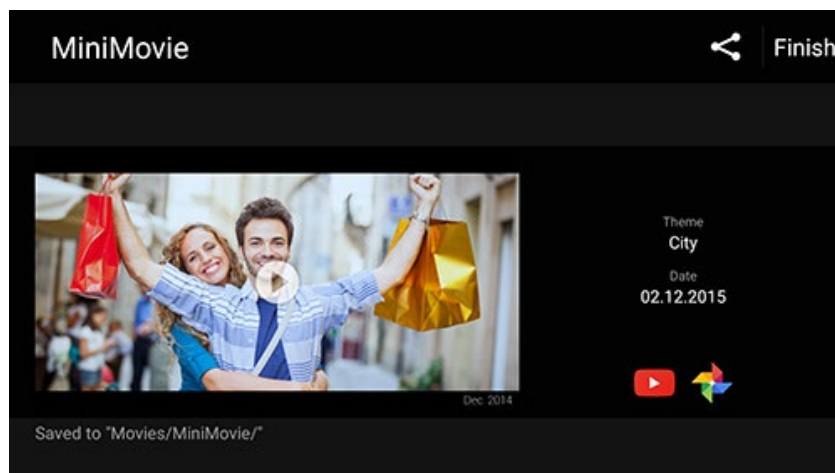 MiniMovie
Finish
Theme
City
Date
02.12.2015
Dec 2014
Saved to "Movies/MiniMovie/"